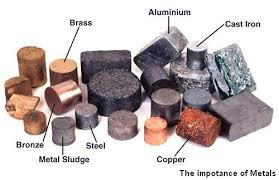 Aluminium
Brass
Cast Iron
Bronze
Steel
Metal Sludge
Copper
The impotance of Metals